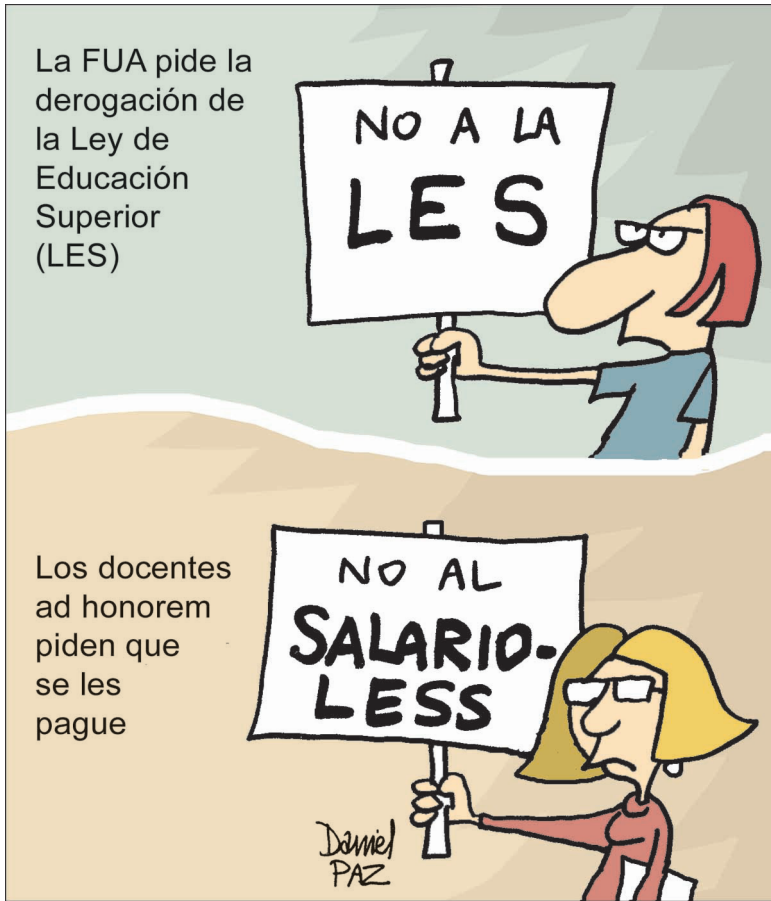 La FUA pide la
derogación de
la Ley de
Educación
Superior
(LES)
NO A LA
LES
Los docentes
ad honorem
piden que
se les
pague
NO AL
SALARIO-
LESS
Daniel
PAZ